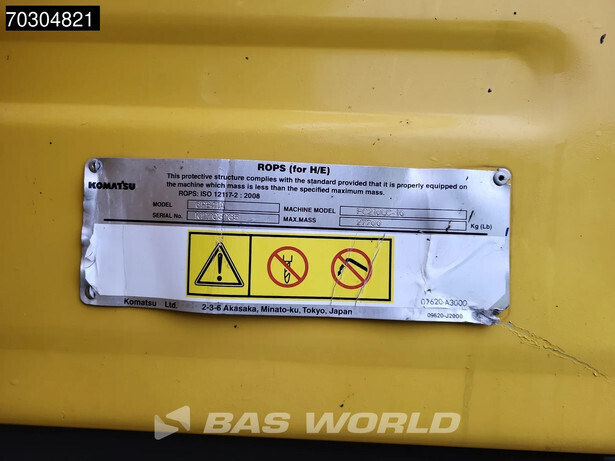 70304821
ROPS (for H/E)
This protective structure complies with the standard provided that it is properly equipped on
the machine which mass is less than the specified maximum mass.
ROPS: ISO 12117-2 : 2008
KOMATSU
MODEL
MACHINE MODEL
SERIAL No.
MAX.MASS
Kg (Lb)
Komatsu Ltd.
2-3-6 Akasaka, Minato-ku, Tokyo, Japan
07620-A3000
09620-J2000
BAS WORLD